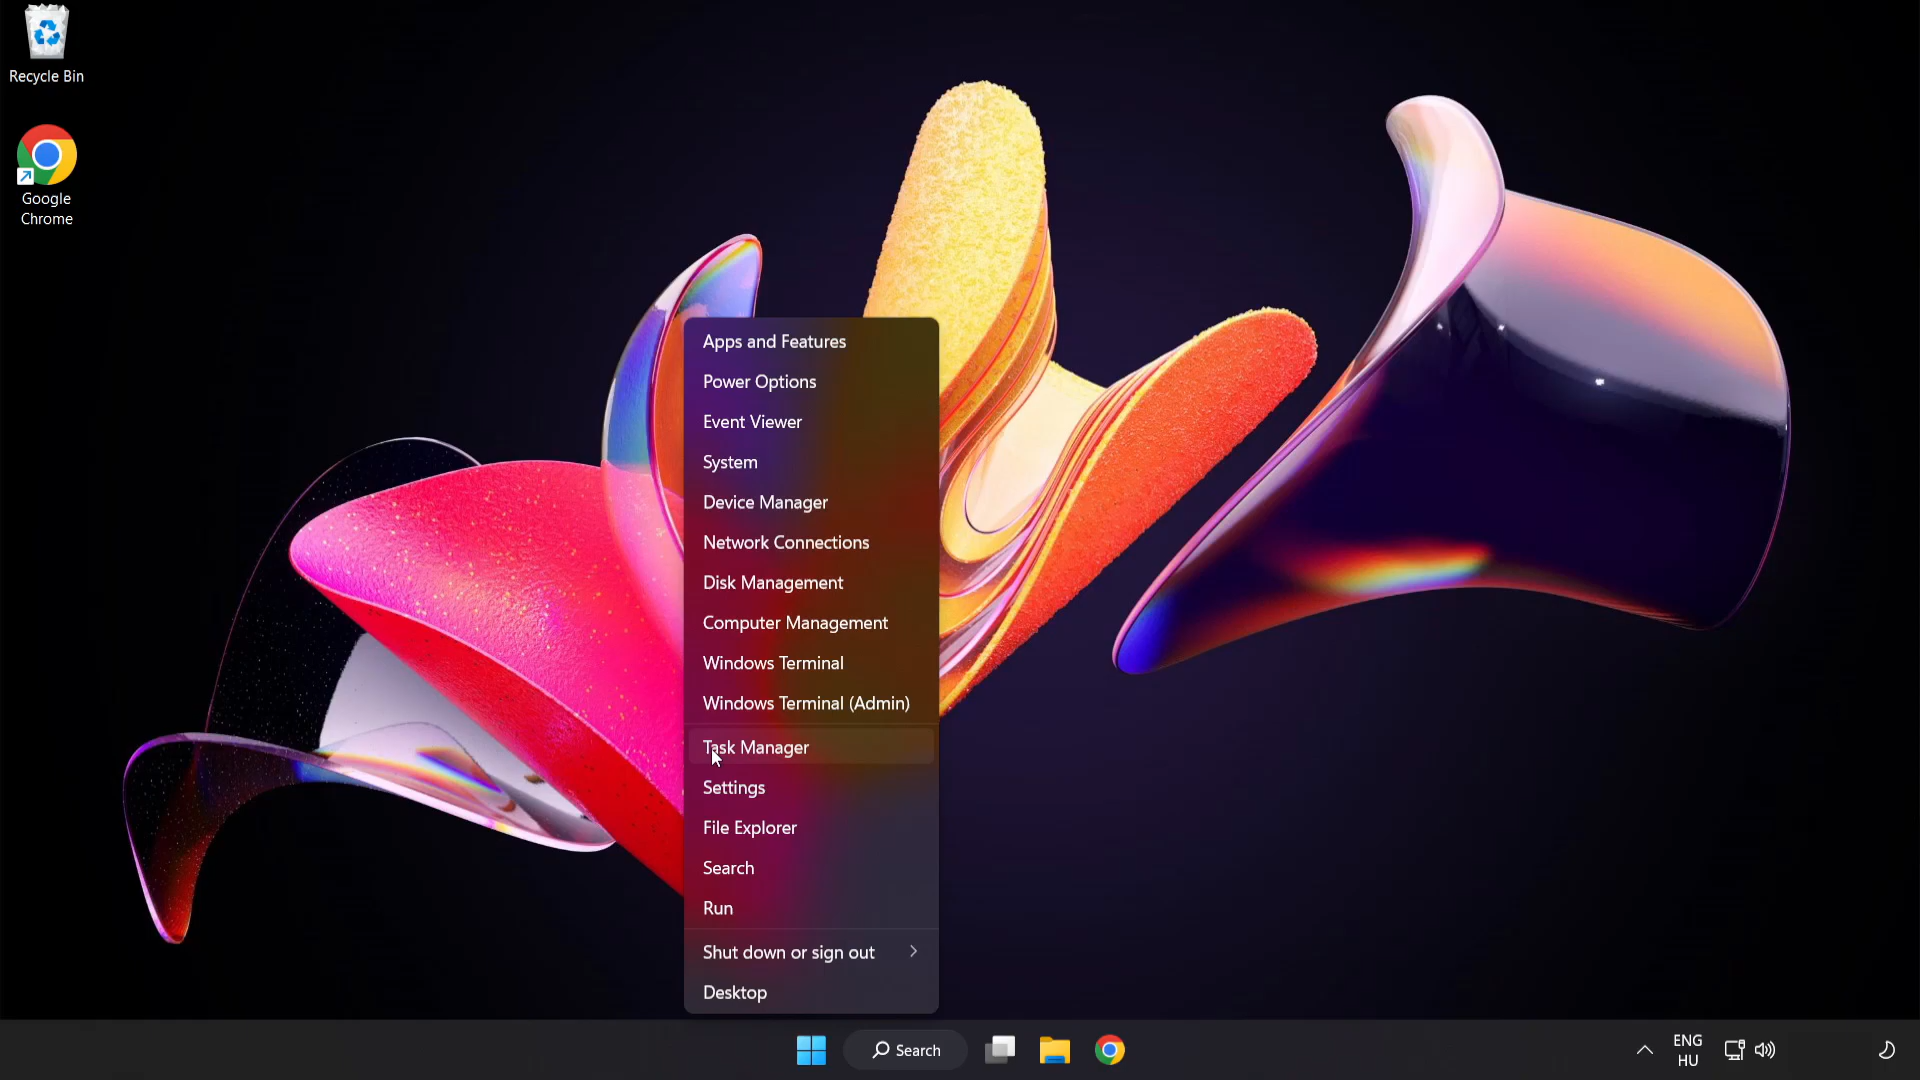 Recycle Bin
Google
Chrome
Apps and Features
Power Options
Event Viewer
System
Device Manager
Network Connections
Disk Management
Computer Management
Windows Terminal
Windows Terminal (Admin)
Task Manager
Settings
File Explorer
Search
Run
Shut down or sign out
Desktop
Search
ENG
HU